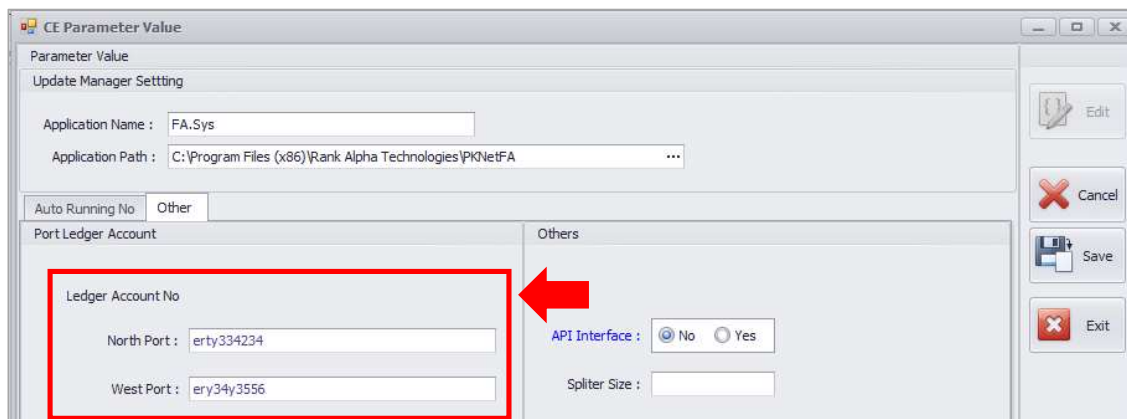 CE Parameter Value
Parameter Value
Update Manager Settting
Application Name : FA.Sys
Application Path : C:\Program Files (x86)\Rank Alpha Technologies\PKNetFA ...
Edit
Cancel
Save
Exit
Auto Running No Other
Port Ledger Account
Others
Ledger Account No
North Port : erty334234
West Port : ery34y3556
API Interface : No Yes
Spliter Size :